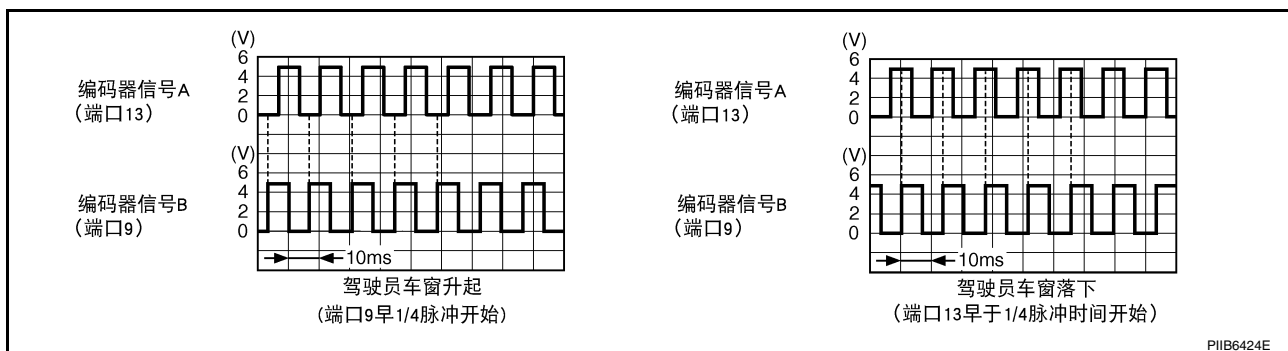 (V)
6
4
2
0
编码器信号A
（端口13）
(V)
6
4
2
0
编码器信号B
（端口9）
10ms
驾驶员车窗升起
（端口9早1/4脉冲开始）
(V)
6
4
2
0
编码器信号A
（端口13）
(V)
6
4
2
0
编码器信号B
（端口9）
10ms
驾驶员车窗落下
（端口13早于1/4脉冲时间开始）
PIIB6424E